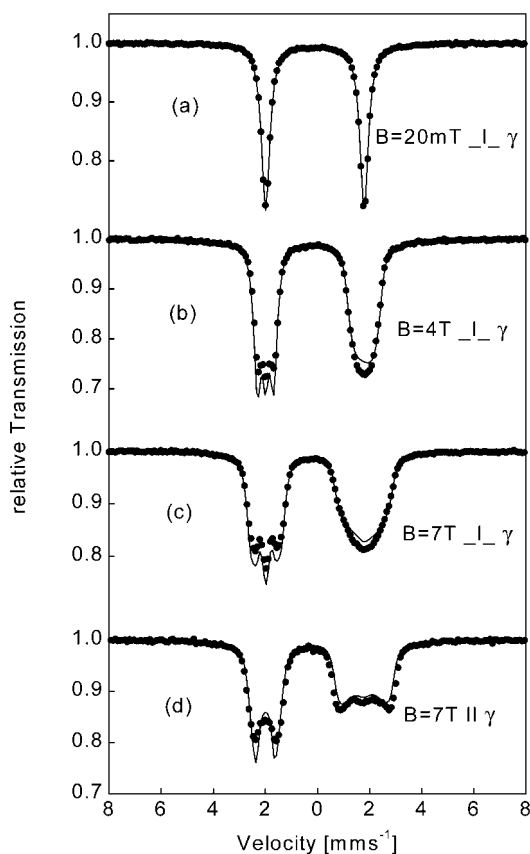 1.0
0.9
(a)
B=20mT _I_ γ
0.8
1.0
0.9
(b)
B=4T _I_ γ
0.8
0.7
relative Transmission
1.0
0.9
(c)
B=7T _I_ γ
0.8
1.0
0.9
(d)
B=7T II γ
0.8
0.7
8 6 4 2 0 2 4 6 8
Velocity [mms⁻¹]